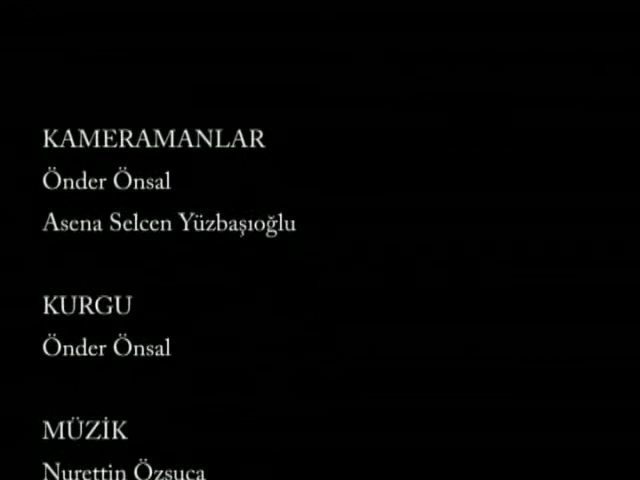 KAMERAMANLAR
Önder Önsal
Asena Selcen Yüzbaşıoğlu
KURGU
Önder Önsal
MÜZİK
Nurettin Özsuca